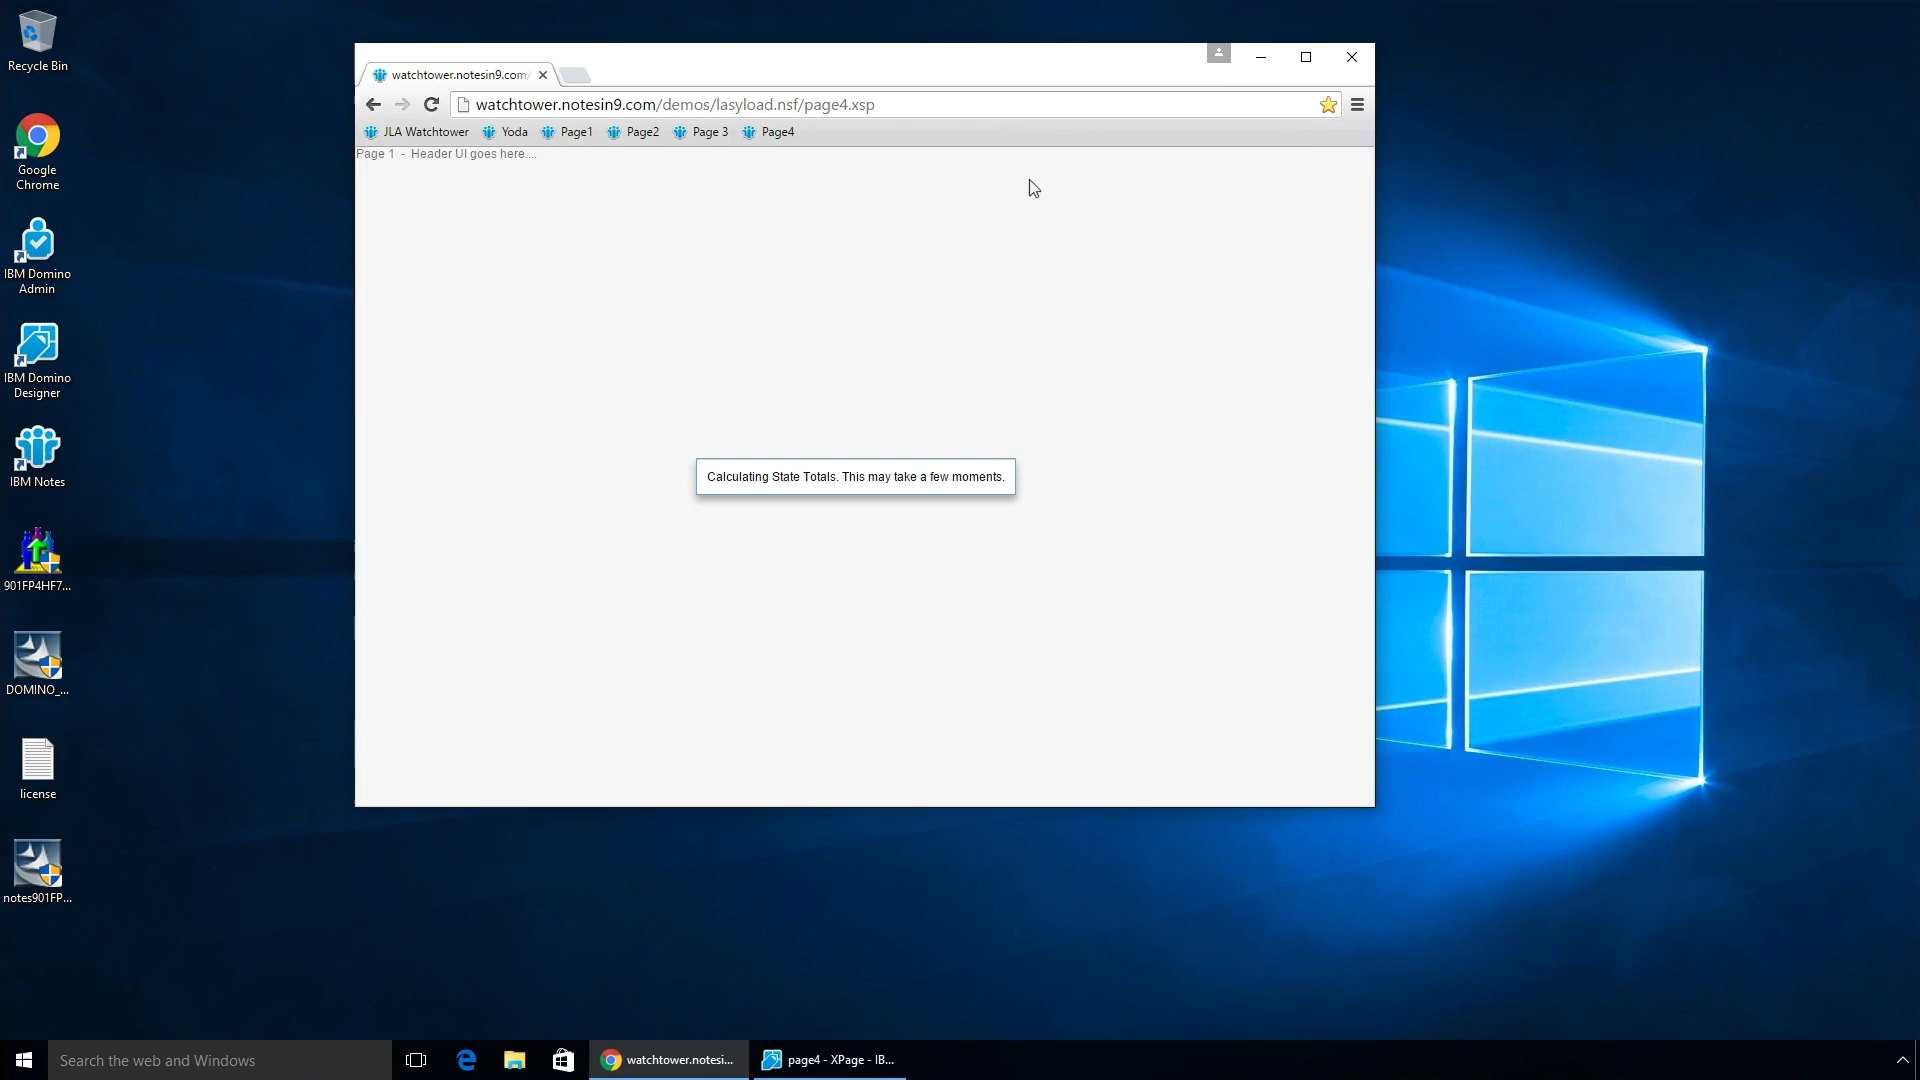 Recycle Bin
Google
Chrome
IBM Domino
Admin
IBM Domino
Designer
IBM Notes
901FP4HF7...
DOMINO_...
license
notes901FP...
watchtower.notesin9.com/
watchtower.notesin9.com/demos/lasyload.nsf/page4.xsp
JLA Watchtower Yoda Page1 Page2 Page 3 Page4
Page 1 - Header UI goes here....
Calculating State Totals. This may take a few moments.
Search the web and Windows
watchtower.notesi...
page4 - XPage - IB...